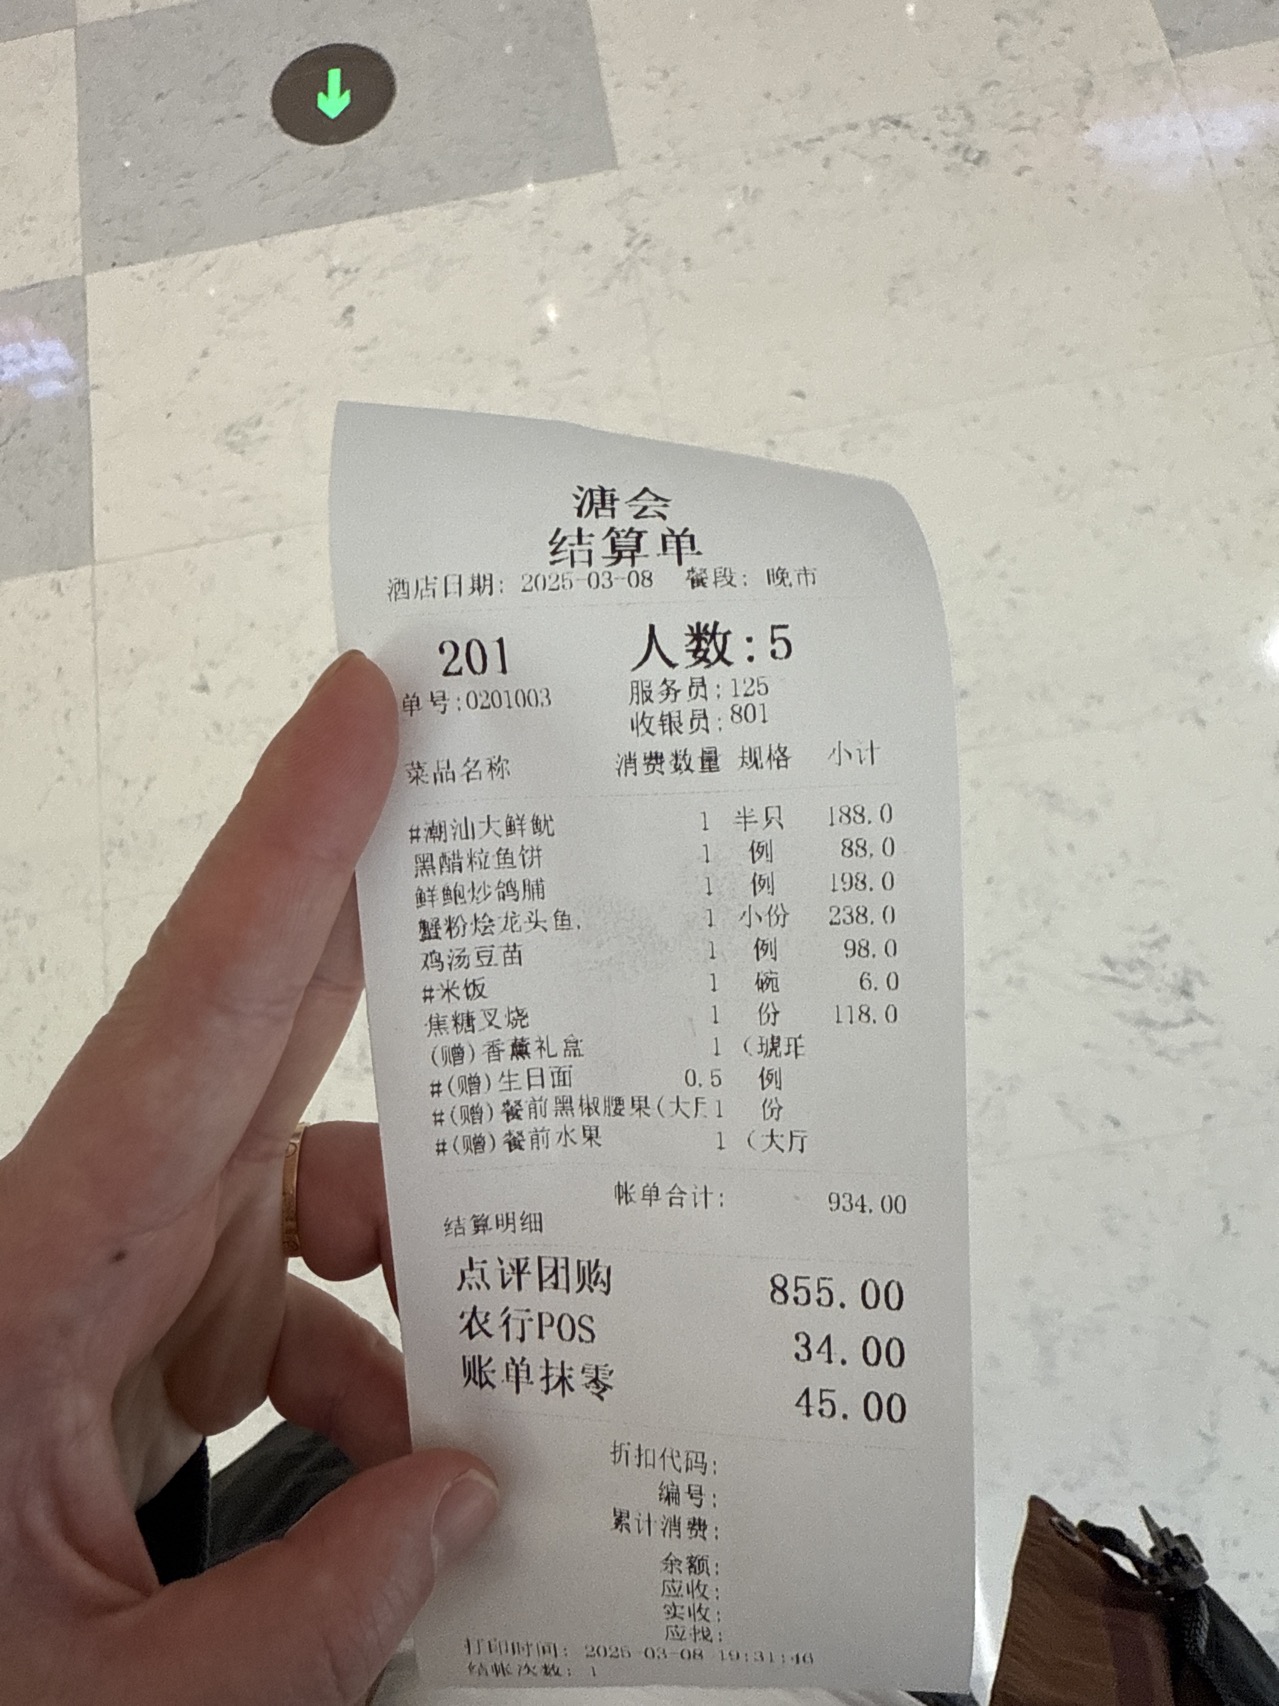 溏会
结算单
酒店日期: 2025-03-08 餐段: 晚市
201 人数:5
单号:0201003 服务员:125
收银员:801
菜品名称 消费数量 规格 小计
#潮汕大鲜鱿 1 半只 188.0
黑醋粒鱼饼 1 例 88.0
鲜鲍炒鸽脯 1 例 198.0
蟹粉烩龙头鱼. 1 小份 238.0
鸡汤豆苗 1 例 98.0
#米饭 1 碗 6.0
焦糖叉烧 1 份 118.0
(赠)香薰礼盒 1 (琥珀
#(赠)生日面 0.5 例
#(赠)餐前黑椒腰果(大厅 1 份
#(赠)餐前水果 1 (大厅
帐单合计: 934.00
结算明细
点评团购 855.00
农行POS 34.00
账单抹零 45.00
折扣代码:
编号:
累计消费:
余额:
应收:
实收:
应找:
打印时间: 2025-03-08 19:31:46
结帐次数: 1